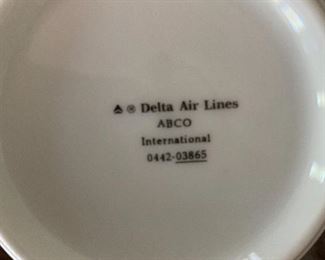 ® Delta Air Lines
ABCO
International
0442-03865